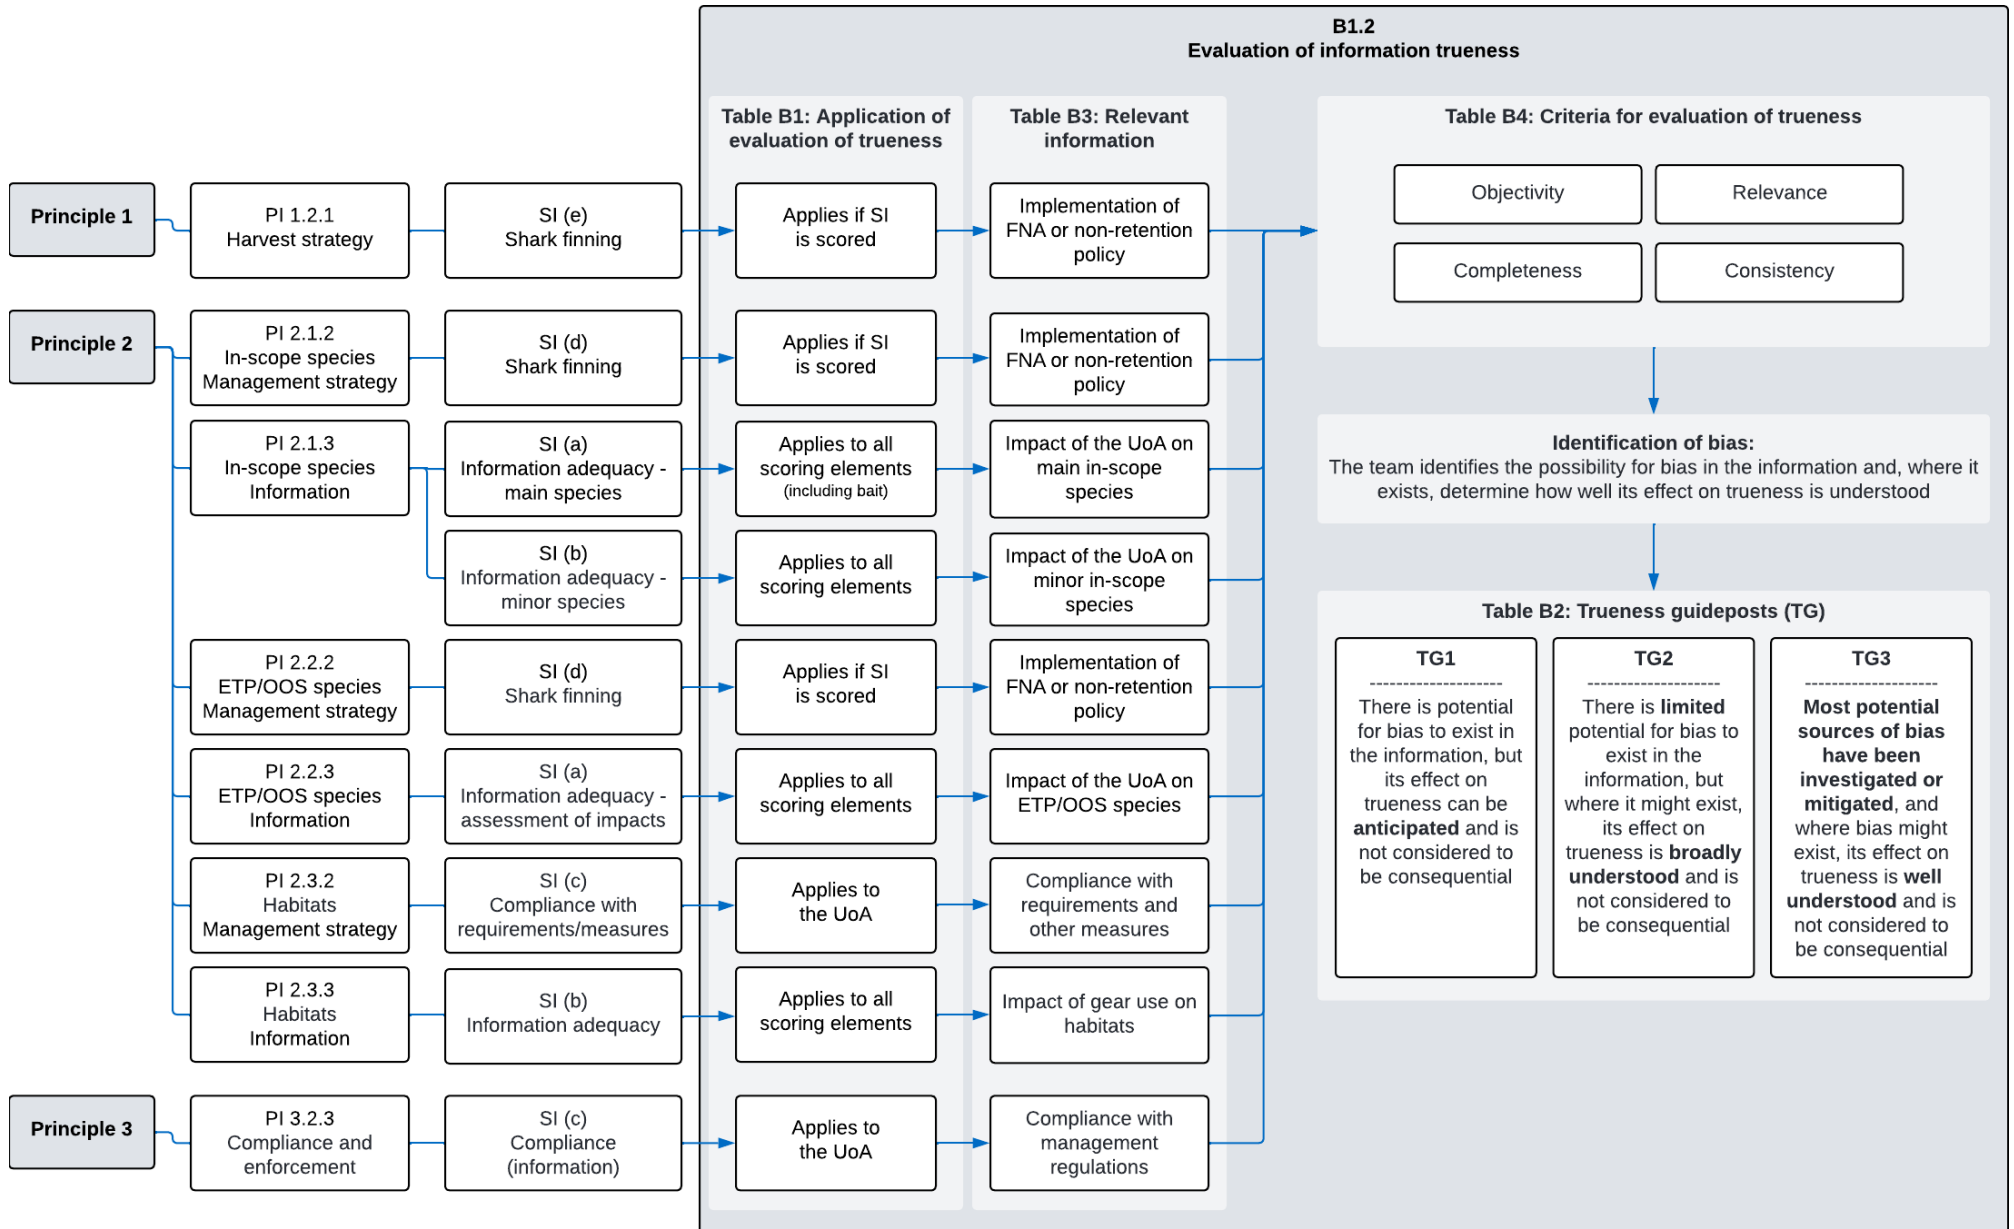 B1.2
Evaluation of information trueness
Table B1: Application of
evaluation of trueness
Table B3: Relevant
information
Table B4: Criteria for evaluation of trueness
Objectivity
Relevance
Completeness
Consistency
Principle 1
PI 1.2.1
Harvest strategy
SI (e)
Shark finning
Applies if SI
is scored
Implementation of
FNA or non-retention
policy
Principle 2
PI 2.1.2
In-scope species
Management strategy
SI (d)
Shark finning
Applies if SI
is scored
Implementation of
FNA or non-retention
policy
PI 2.1.3
In-scope species
Information
SI (a)
Information adequacy -
main species
Applies to all
scoring elements
(including bait)
Impact of the UoA on
main in-scope
species
SI (b)
Information adequacy -
minor species
Applies to all
scoring elements
Impact of the UoA on
minor in-scope
species
PI 2.2.2
ETP/OOS species
Management strategy
SI (d)
Shark finning
Applies if SI
is scored
Implementation of
FNA or non-retention
policy
PI 2.2.3
ETP/OOS species
Information
SI (a)
Information adequacy -
assessment of impacts
Applies to all
scoring elements
Impact of the UoA on
ETP/OOS species
PI 2.3.2
Habitats
Management strategy
SI (c)
Compliance with
requirements/measures
Applies to
the UoA
Compliance with
requirements and
other measures
PI 2.3.3
Habitats
Information
SI (b)
Information adequacy
Applies to all
scoring elements
Impact of gear use on
habitats
Principle 3
PI 3.2.3
Compliance and
enforcement
SI (c)
Compliance
(information)
Applies to
the UoA
Compliance with
management
regulations
Identification of bias:
The team identifies the possibility for bias in the information and, where it
exists, determine how well its effect on trueness is understood
Table B2: Trueness guideposts (TG)
TG1
--------------------
There is potential
for bias to exist in
the information, but
its effect on
trueness can be
anticipated and is
not considered to
be consequential
TG2
--------------------
There is limited
potential for bias to
exist in the
information, but
where it might exist,
its effect on
trueness is broadly
understood and is
not considered to
be consequential
TG3
--------------------
Most potential
sources of bias
have been
investigated or
mitigated, and
where bias might
exist, its effect on
trueness is well
understood and is
not considered to
be consequential